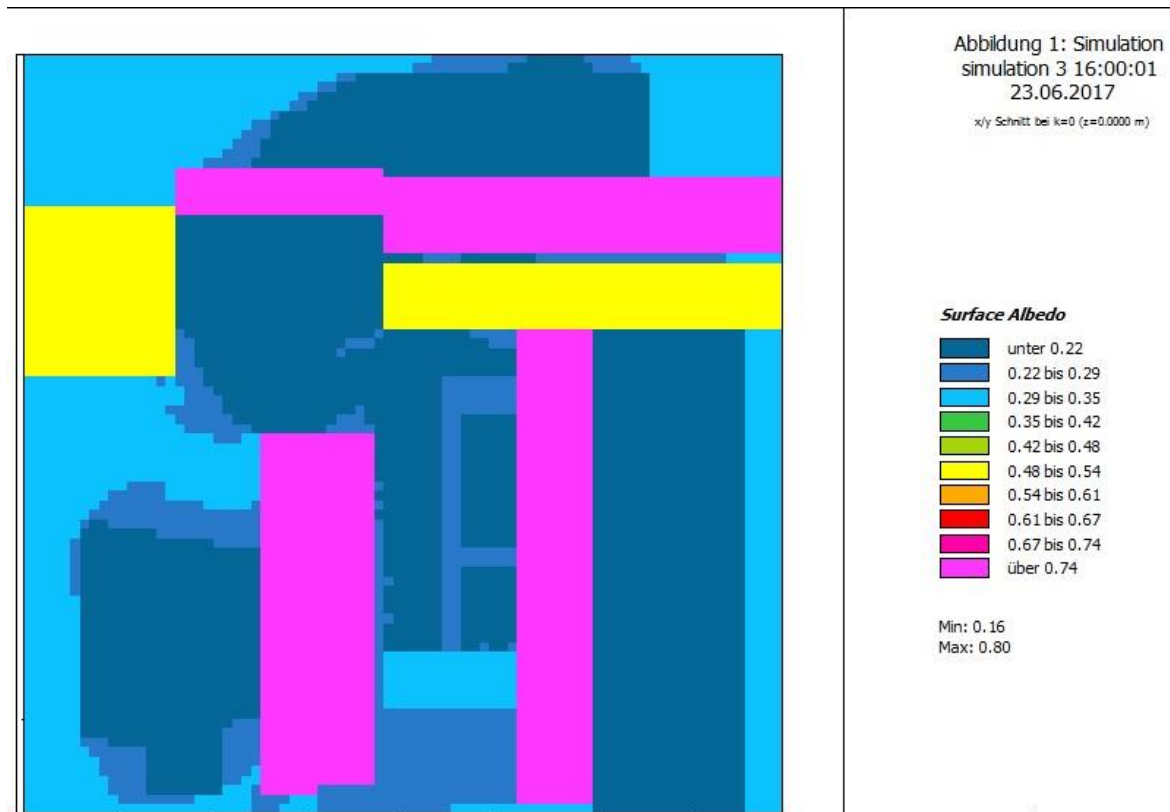 Abbildung 1: Simulation
simulation 3 16:00:01
23.06.2017
x/y Schnitt bei k=0 (z=0.0000 m)
Surface Albedo
unter 0.22
0.22 bis 0.29
0.29 bis 0.35
0.35 bis 0.42
0.42 bis 0.48
0.48 bis 0.54
0.54 bis 0.61
0.61 bis 0.67
0.67 bis 0.74
über 0.74
Min: 0.16
Max: 0.80